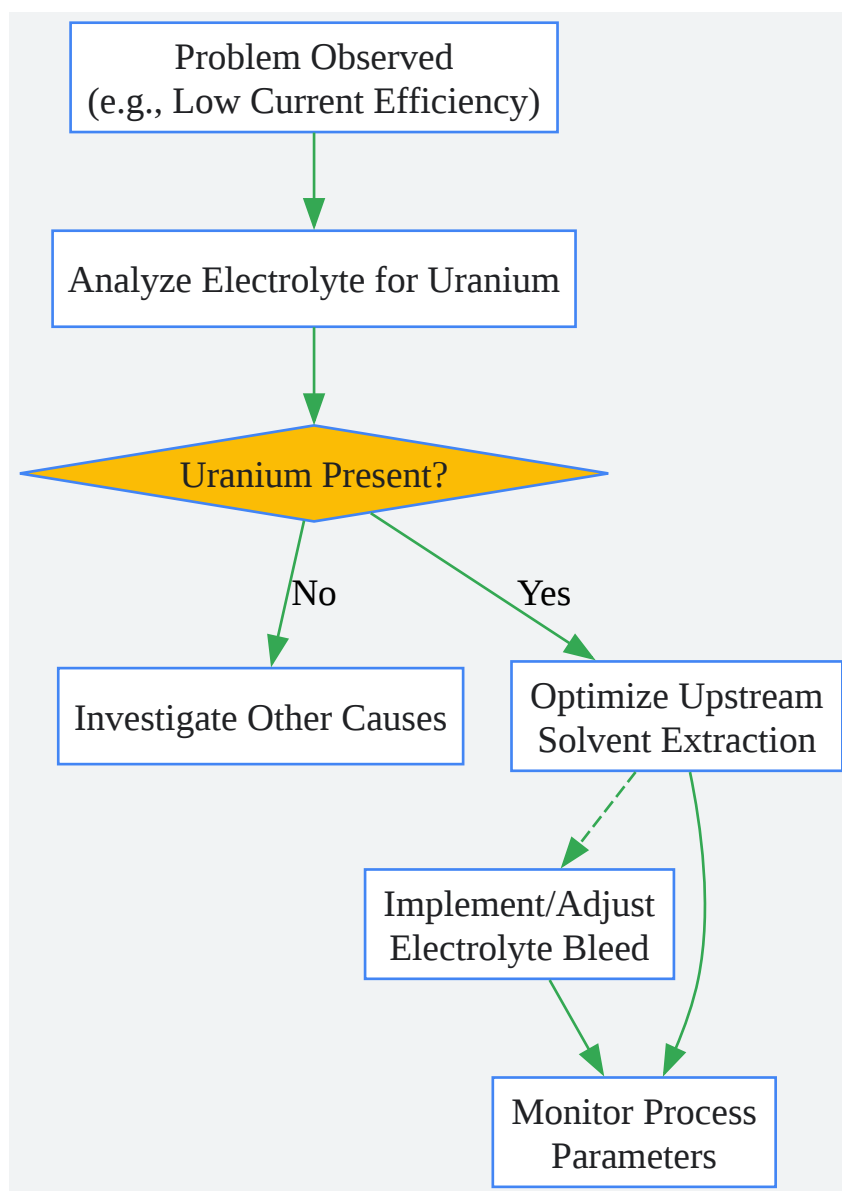 Problem Observed
(e.g., Low Current Efficiency)
Analyze Electrolyte for Uranium
Uranium Present?
No
Yes
Investigate Other Causes
Optimize Upstream
Solvent Extraction
Implement/Adjust
Electrolyte Bleed
Monitor Process
Parameters